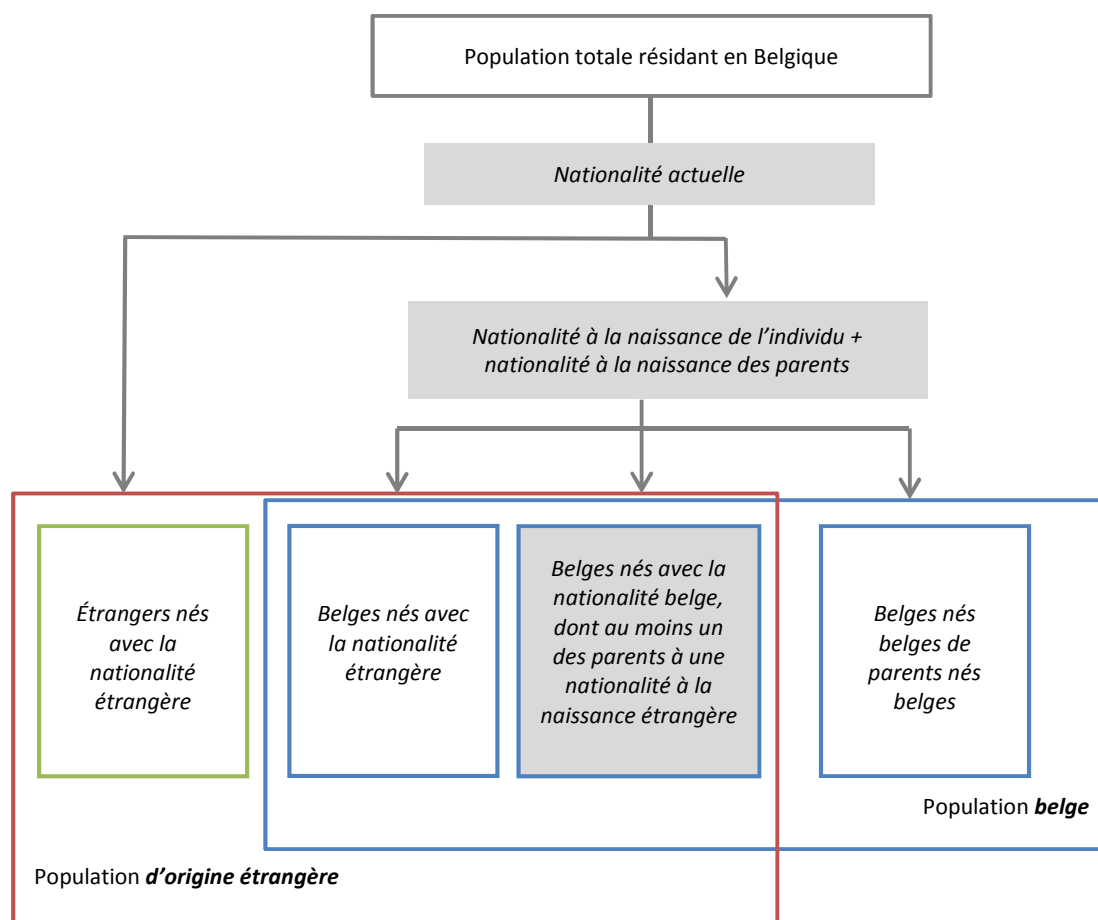 Population totale résidant en Belgique
Nationalité actuelle
Nationalité à la naissance de l’individu +
nationalité à la naissance des parents
Étrangers nés
avec la
nationalité
étrangère
Belges nés avec
la nationalité
étrangère
Belges nés avec la
nationalité belge,
dont au moins un
des parents à une
nationalité à la
naissance étrangère
Belges nés
belges de
parents nés
belges
Population belge
Population d'origine étrangère